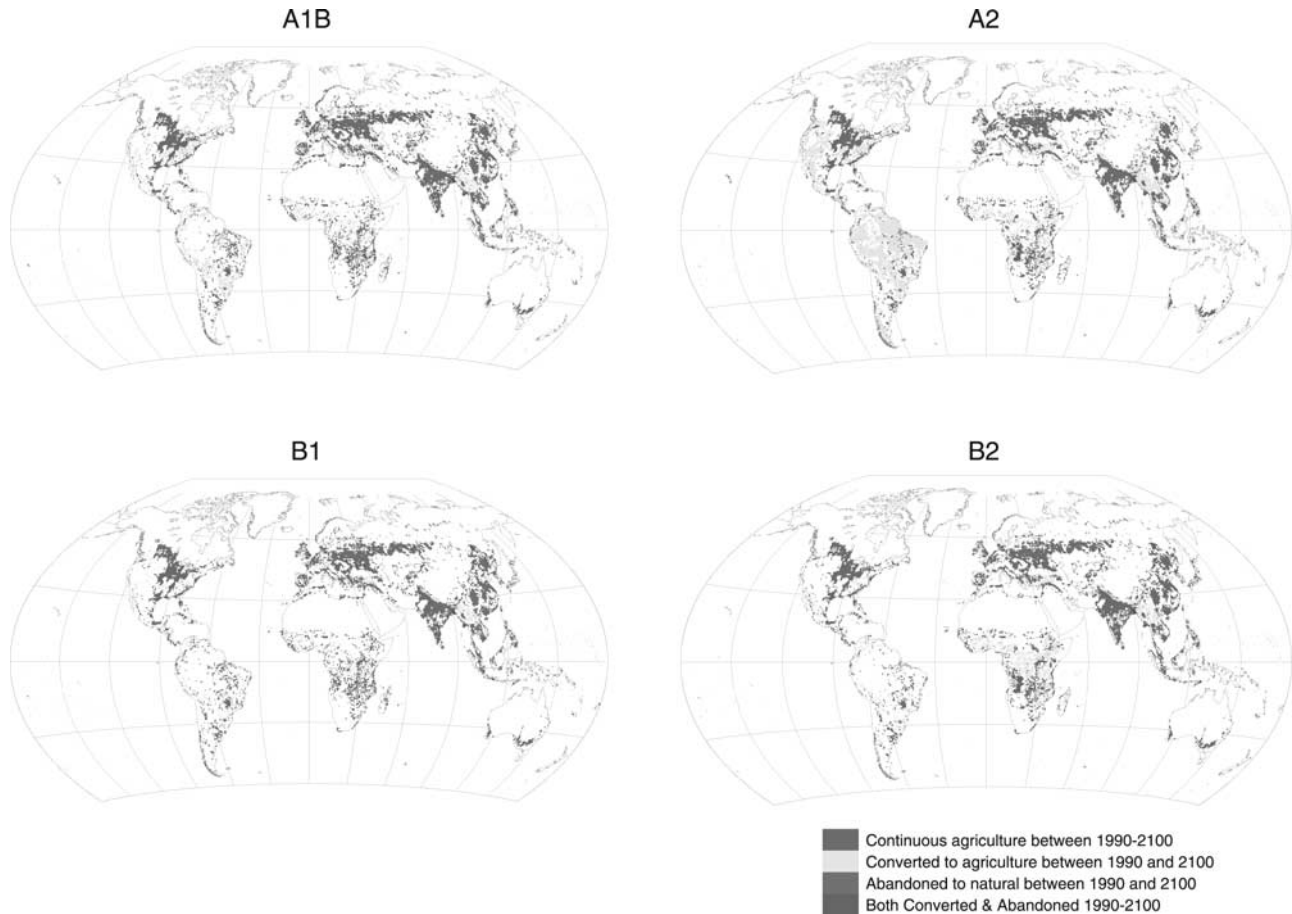 A1B
A2
B1
B2
Continuous agriculture between 1990-2100
Converted to agriculture between 1990 and 2100
Abandoned to natural between 1990 and 2100
Both Converted & Abandoned 1990-2100